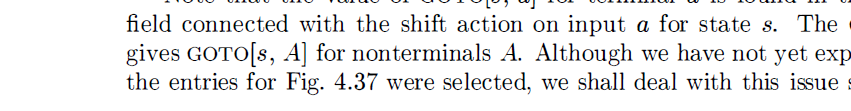 field connected with the shift action on input a for state s. The
gives GOTO[s, A] for nonterminals A. Although we have not yet exp
the entries for Fig. 4.37 were selected, we shall deal with this issue